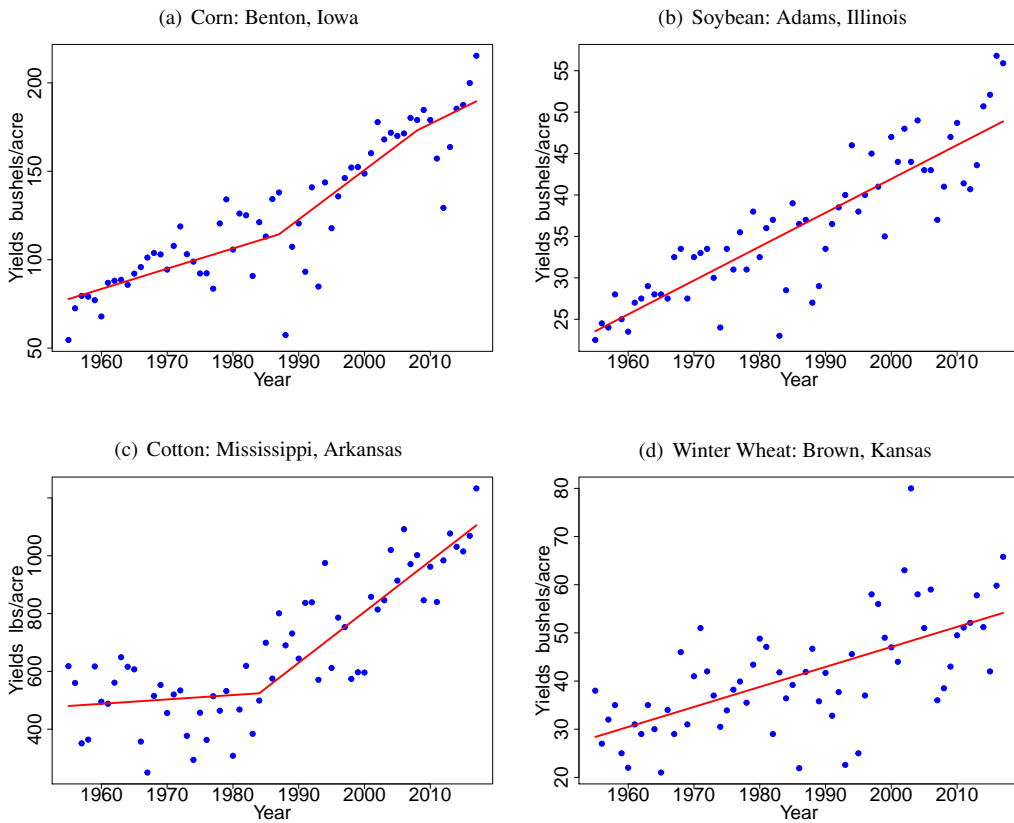 (a) Corn: Benton, Iowa
Yields bushels/acre
50 100 150 200
1960 1970 1980 1990 2000 2010
Year
(b) Soybean: Adams, Illinois
Yields bushels/acre
25 30 35 40 45 50 55
1960 1970 1980 1990 2000 2010
Year
(c) Cotton: Mississippi, Arkansas
Yields lbs/acre
400 600 800 1000
1960 1970 1980 1990 2000 2010
Year
(d) Winter Wheat: Brown, Kansas
Yields bushels/acre
20 30 40 50 60 70 80
1960 1970 1980 1990 2000 2010
Year